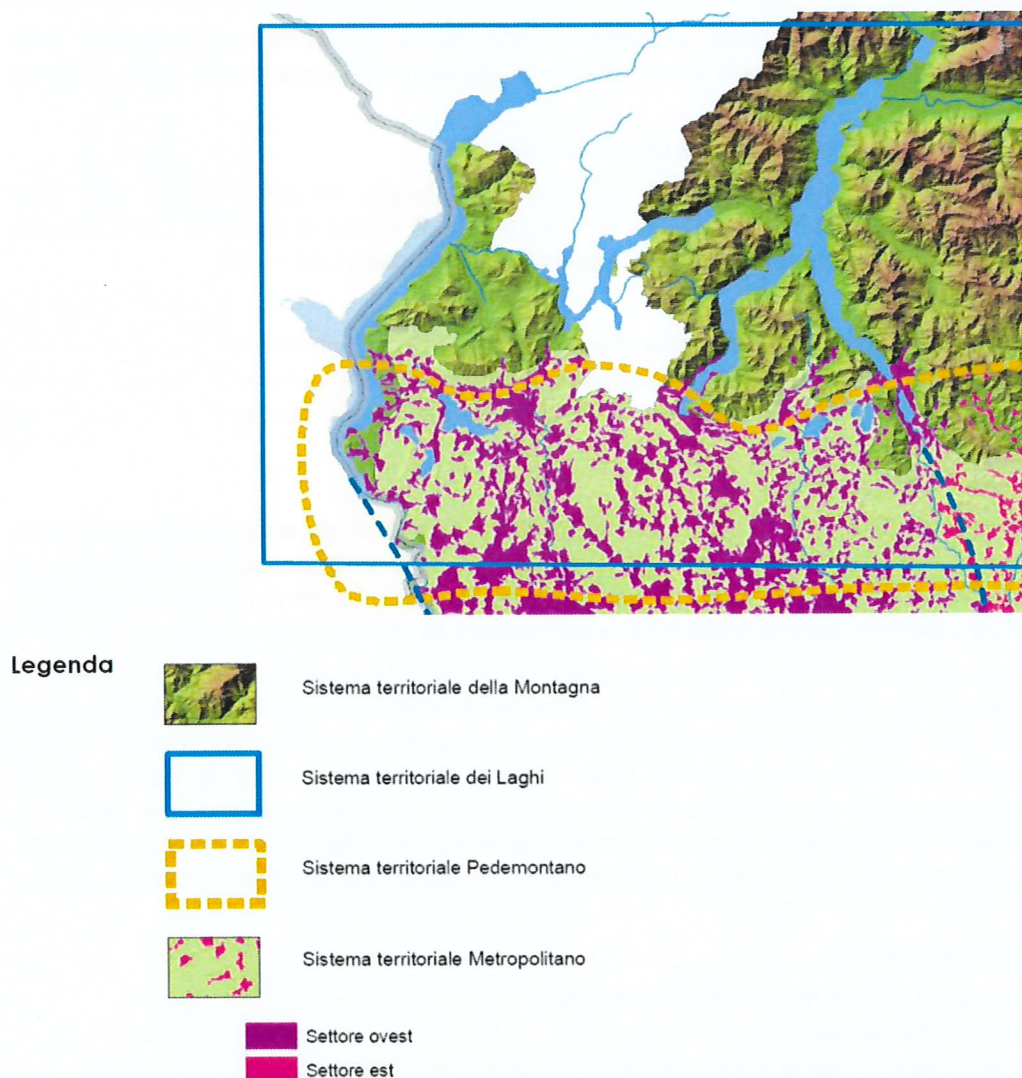 Legenda
Sistema territoriale della Montagna
Sistema territoriale dei Laghi
Sistema territoriale Pedemontano
Sistema territoriale Metropolitano
Settore ovest
Settore est